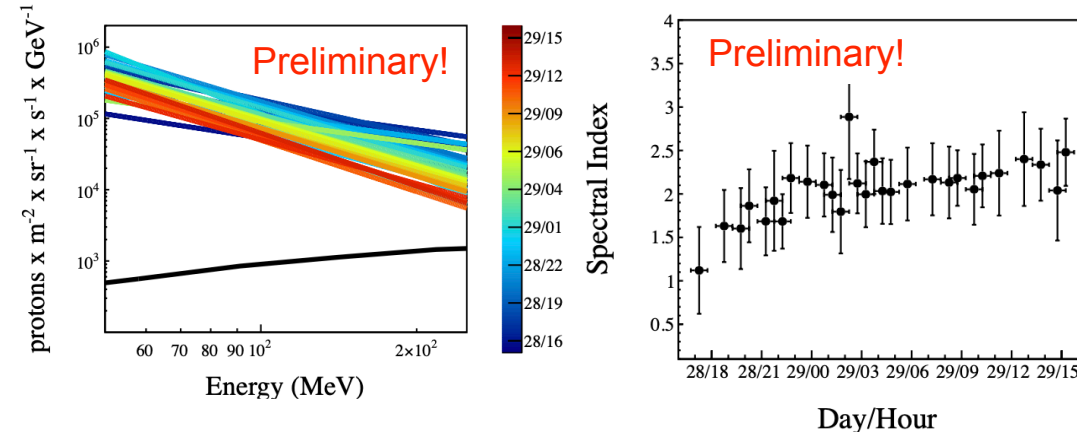 protons x m⁻² x sr⁻¹ x s⁻¹ x GeV⁻¹
10⁶
10⁵
10⁴
10³
Preliminary!
60 70 80 90 10² 2×10²
Energy (MeV)
29/15
29/12
29/09
29/06
29/04
29/01
28/22
28/19
28/16
Spectral Index
4
3.5
3
2.5
2
1.5
1
0.5
Preliminary!
28/18 28/21 29/00 29/03 29/06 29/09 29/12 29/15
Day/Hour